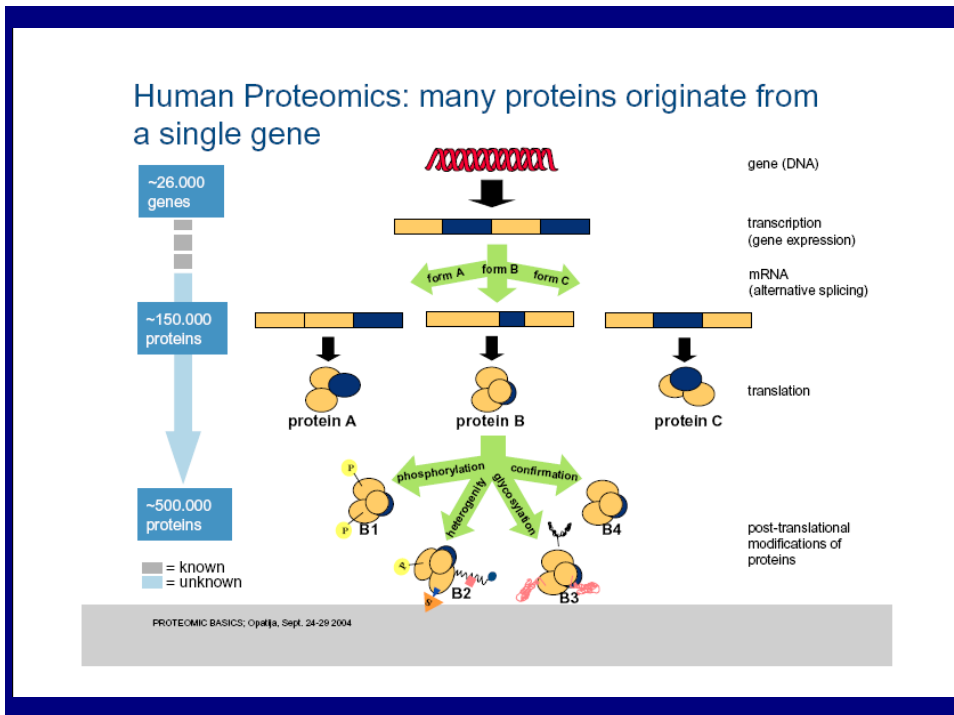 Human Proteomics: many proteins originate from
a single gene
gene (DNA)
~26.000
genes
transcription
(gene expression)
form A
form B
form C
mRNA
(alternative splicing)
~150.000
proteins
translation
protein A
protein B
protein C
phosphorylation
heterogenity
glycosylation
confirmation
P
P
B1
B4
~500.000
proteins
post-translational
modifications of
proteins
= known
= unknown
A
S
B2
B3
PROTEOMIC BASICS; Opatija, Sept. 24-29 2004